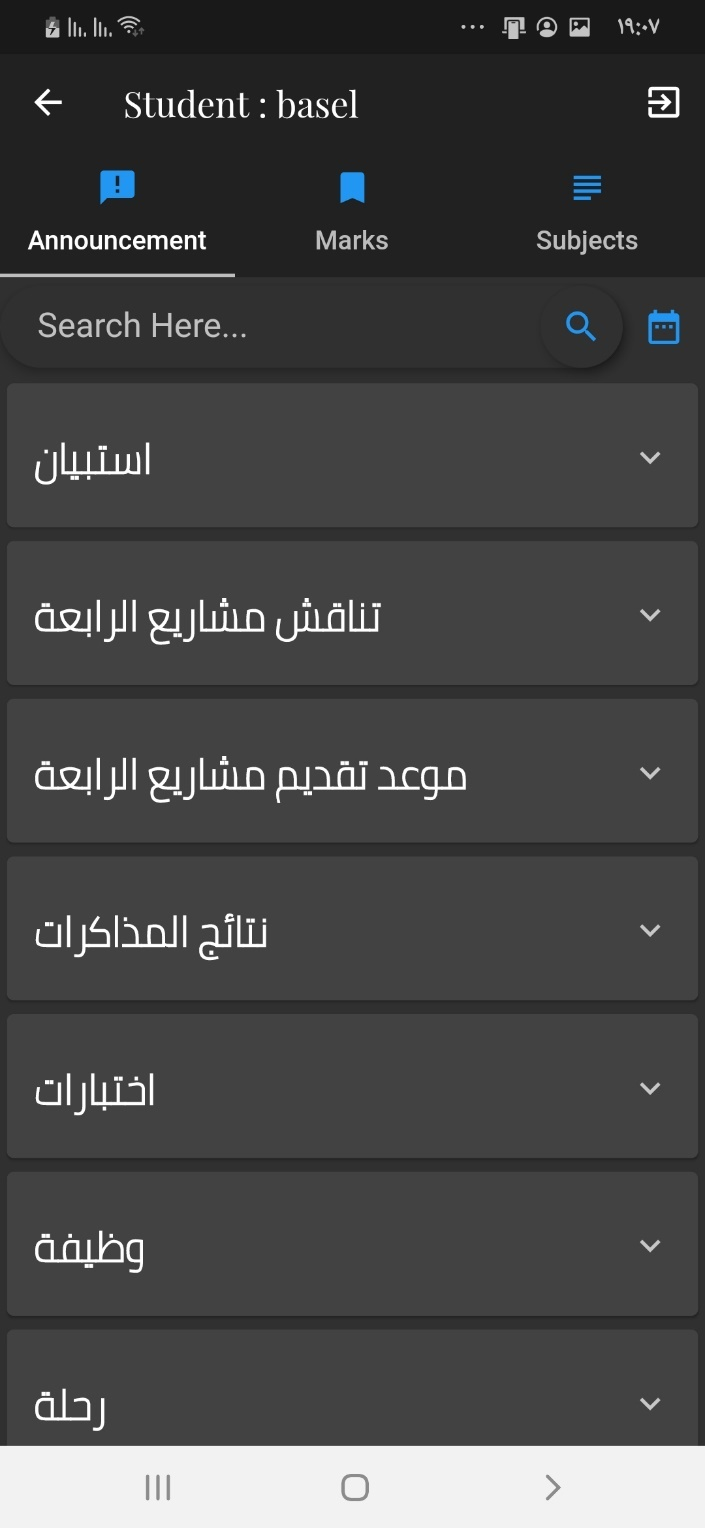 ١٩:٠٧
Student : basel
Announcement
Marks
Subjects
Search Here...
استبيان
تناقش مشاريع الرابعة
موعد تقديم مشاريع الرابعة
نتائج المذاكرات
اختبارات
وظيفة
رحلة